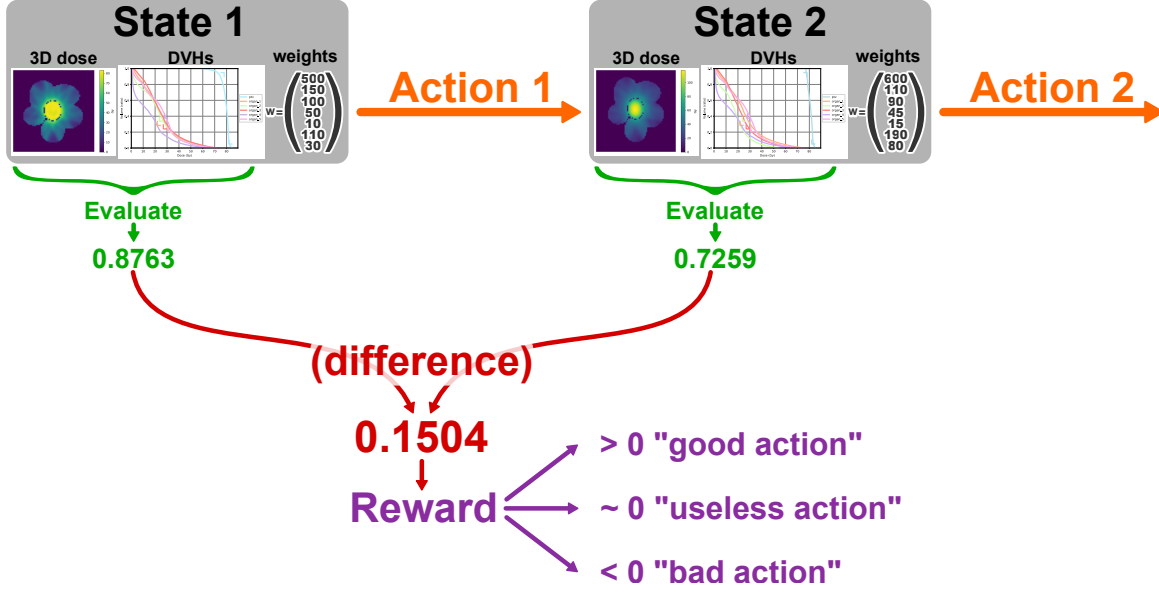 State 1
3D dose
DVHs
weights
w=
500
150
100
50
10
110
30
Action 1
State 2
3D dose
DVHs
weights
w=
600
110
90
45
15
190
80
Action 2
Evaluate
0.8763
Evaluate
0.7259
(difference)
0.1504
Reward
> 0 "good action"
~ 0 "useless action"
< 0 "bad action"